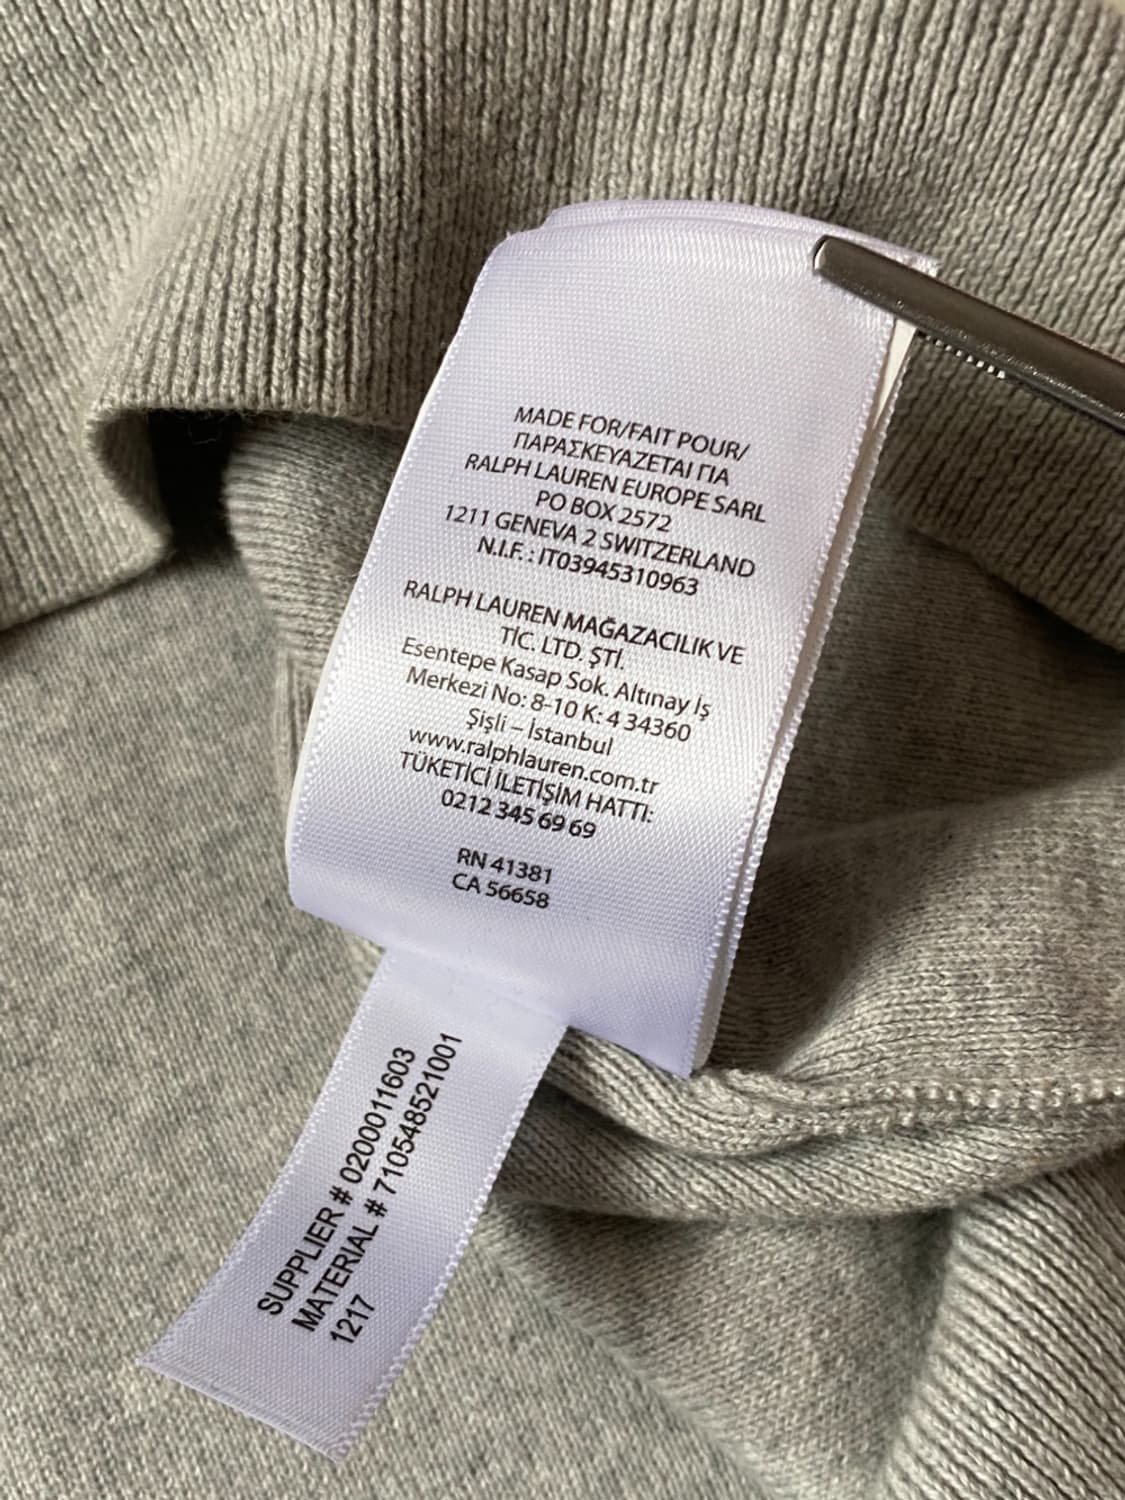 MADE FOR/FAIT POUR/
ΠΑΡΑΣΚΕΥΑΖΕΤΑΙ ΓΙΑ
RALPH LAUREN EUROPE SARL
PO BOX 2572
1211 GENEVA 2 SWITZERLAND
N.I.F. : IT03945310963
RALPH LAUREN MAĞAZACILIK VE
TİC. LTD. ŞTİ.
Esentepe Kasap Sok. Altınay İş
Merkezi No: 8-10 K: 4 34360
Şişli – İstanbul
www.ralphlauren.com.tr
TÜKETİCİ İLETİŞİM HATTI:
0212 345 69 69
RN 41381
CA 56658
SUPPLIER # 0200011603
MATERIAL # 710548521001
1217